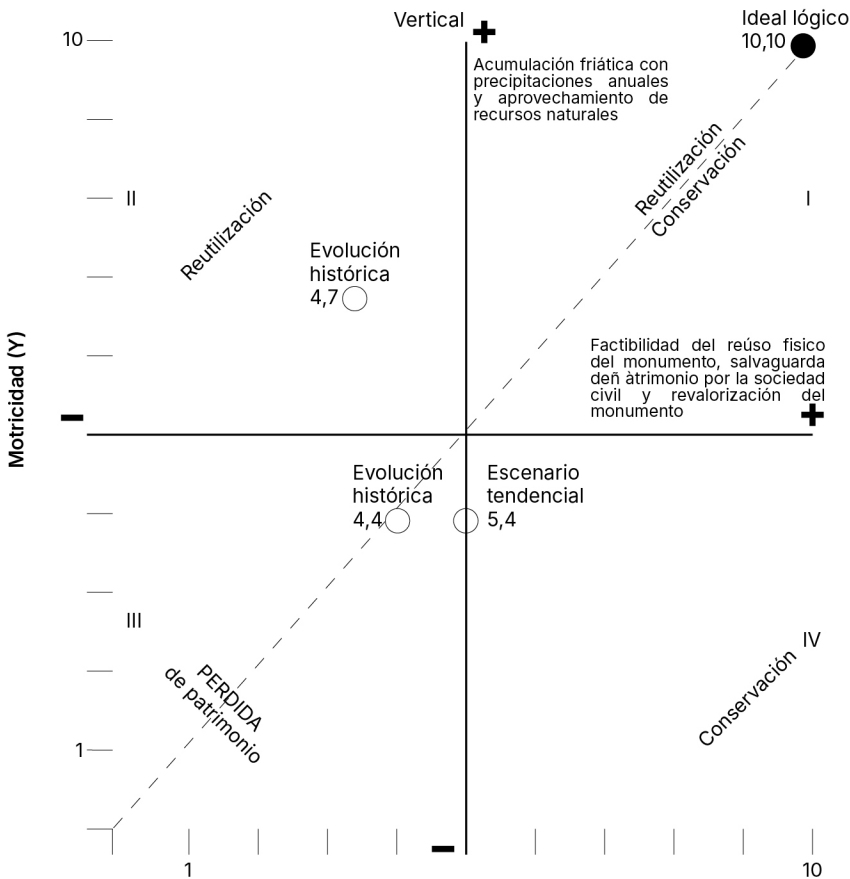 Vertical
Ideal lógico
10,10
10
Acumulación friática con
precipitaciones anuales
y aprovechamiento de
recursos naturales
Reutilización
Conservación
II
I
Reutilización
Evolución
histórica
4,7
Motricidad (Y)
Factibilidad del reúso fisico
del monumento, salvaguarda
deñ àtrimonio por la sociedad
civil y revalorización del
monumento
Evolución
histórica
4,4
Escenario
tendencial
5,4
III
IV
PERDIDA
de patrimonio
Conservación
1
1
10